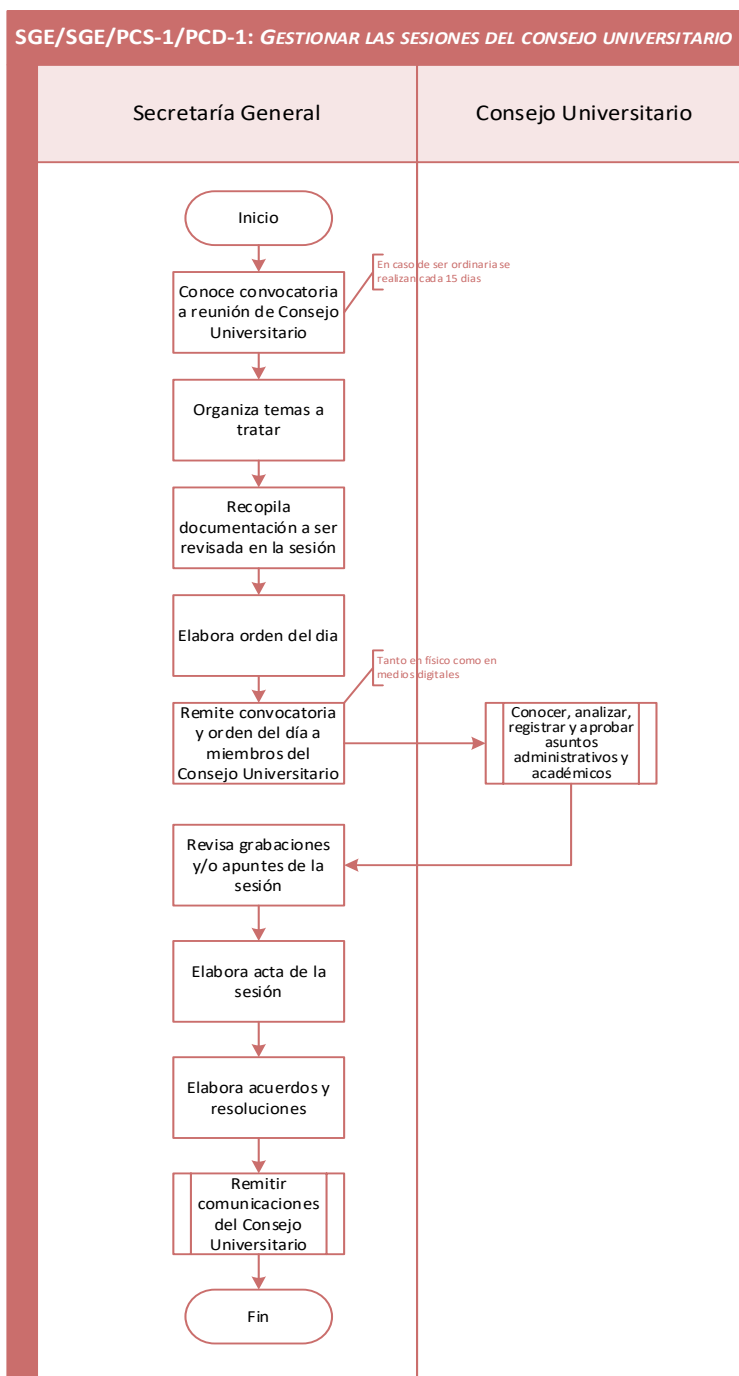 SGE/SGE/PCS-1/PCD-1: GESTIONAR LAS SESIONES DEL CONSEJO UNIVERSITARIO
Secretaría General
Consejo Universitario
Inicio
En caso de ser ordinaria se
realizan cada 15 dias
Conoce convocatoria
a reunión de Consejo
Universitario
Organiza temas a
tratar
Recopila
documentación a ser
revisada en la sesión
Elabora orden del dia
Tanto en físico como en
medios digitales
Remite convocatoria
y orden del día a
miembros del
Consejo Universitario
Conocer, analizar,
registrar y aprobar
asuntos
administrativos y
académicos
Revisa grabaciones
y/o apuntes de la
sesión
Elabora acta de la
sesión
Elabora acuerdos y
resoluciones
Remitir
comunicaciones
del Consejo
Universitario
Fin